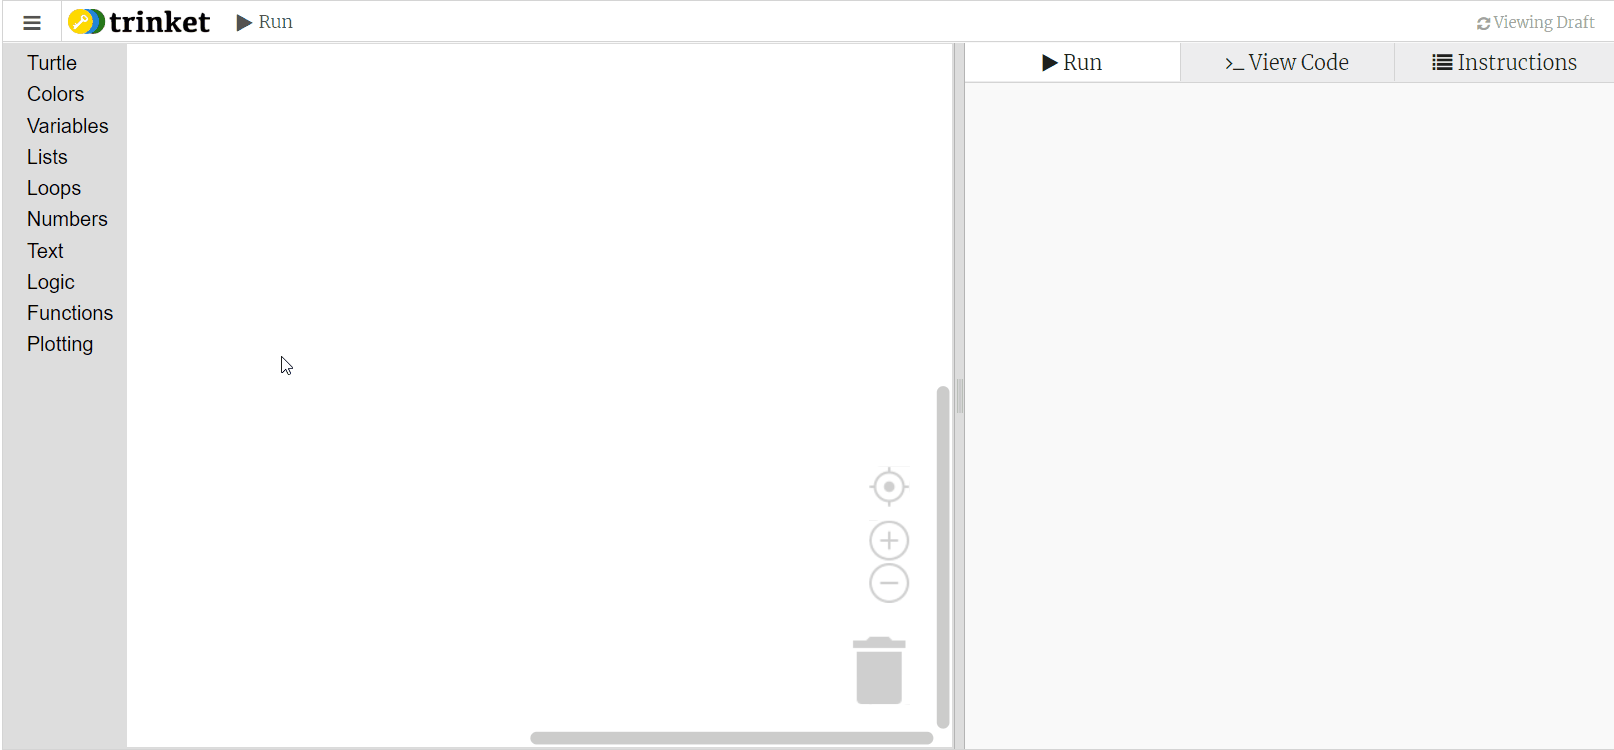 trinket Run Viewing Draft
Turtle
Colors
Variables
Lists
Loops
Numbers
Text
Logic
Functions
Plotting
Run >_ View Code Instructions